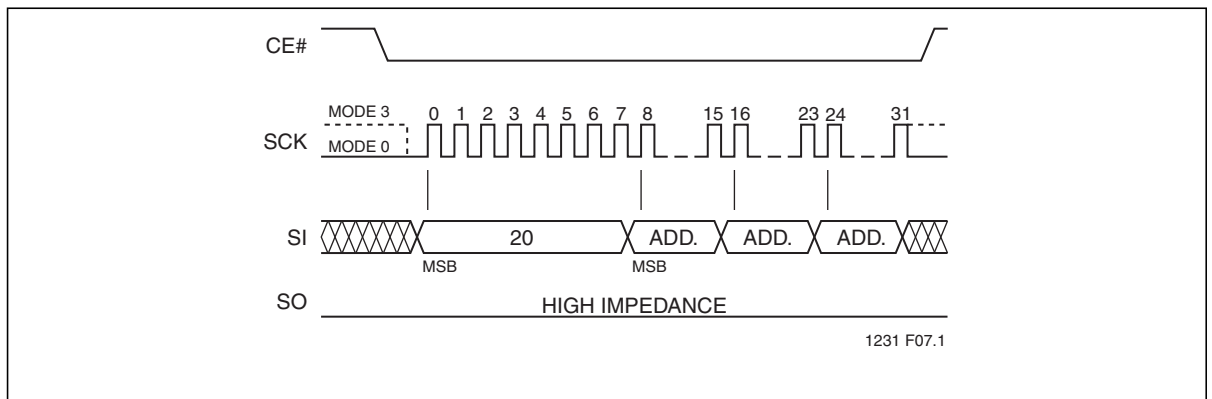 CE#
MODE 3
0 1 2 3 4 5 6 7 8 15 16 23 24 31
SCK
MODE 0
SI 20 ADD. ADD. ADD.
MSB MSB
SO HIGH IMPEDANCE
1231 F07.1